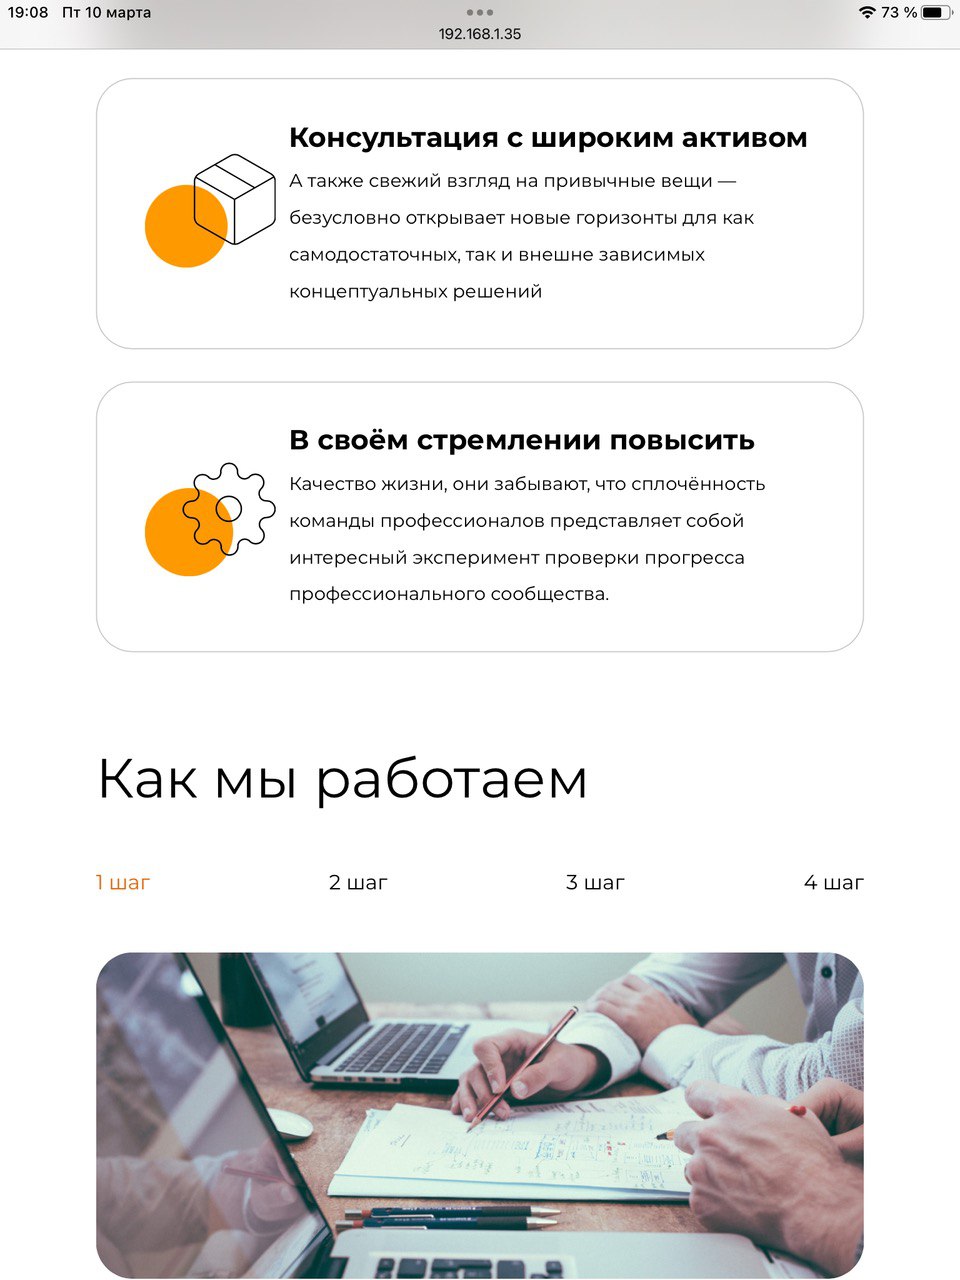 19:08 Пт 10 марта
73 %
192.168.1.35
Консультация с широким активом
А также свежий взгляд на привычные вещи —
безусловно открывает новые горизонты для как
самодостаточных, так и внешне зависимых
концептуальных решений
В своём стремлении повысить
Качество жизни, они забывают, что сплочённость
команды профессионалов представляет собой
интересный эксперимент проверки прогресса
профессионального сообщества.
Как мы работаем
1 шаг 2 шаг 3 шаг 4 шаг